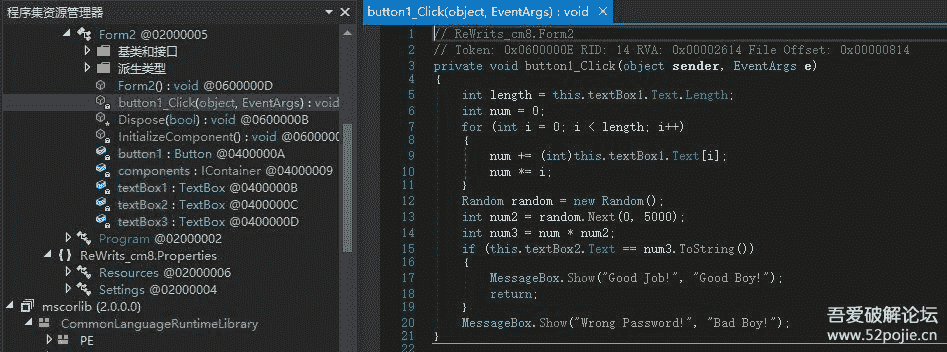 程序集资源管理器
Form2 @02000005
基类和接口
派生类型
Form2() : void @0600000D
button1_Click(object, EventArgs) : void
Dispose(bool) : void @0600000B
InitializeComponent() : void @0600000
button1 : Button @0400000A
components : IContainer @04000009
textBox1 : TextBox @0400000B
textBox2 : TextBox @0400000C
textBox3 : TextBox @0400000D
Program @02000002
{ } ReWrits_cm8.Properties
Resources @02000006
Settings @02000004
mscorlib (2.0.0.0)
CommonLanguageRuntimeLibrary
PE
button1_Click(object, EventArgs) : void
1 // ReWrits_cm8.Form2
2 // Token: 0x0600000E RID: 14 RVA: 0x00002614 File Offset: 0x00000814
3 private void button1_Click(object sender, EventArgs e)
4 {
5 int length = this.textBox1.Text.Length;
6 int num = 0;
7 for (int i = 0; i < length; i++)
8 {
9 num += (int)this.textBox1.Text[i];
10 num *= i;
11 }
12 Random random = new Random();
13 int num2 = random.Next(0, 5000);
14 int num3 = num * num2;
15 if (this.textBox2.Text == num3.ToString())
16 {
17 MessageBox.Show("Good Job!", "Good Boy!");
18 return;
19 }
20 MessageBox.Show("Wrong Password!", "Bad Boy!");
21 }
22
吾爱破解论坛
www.52pojie.cn